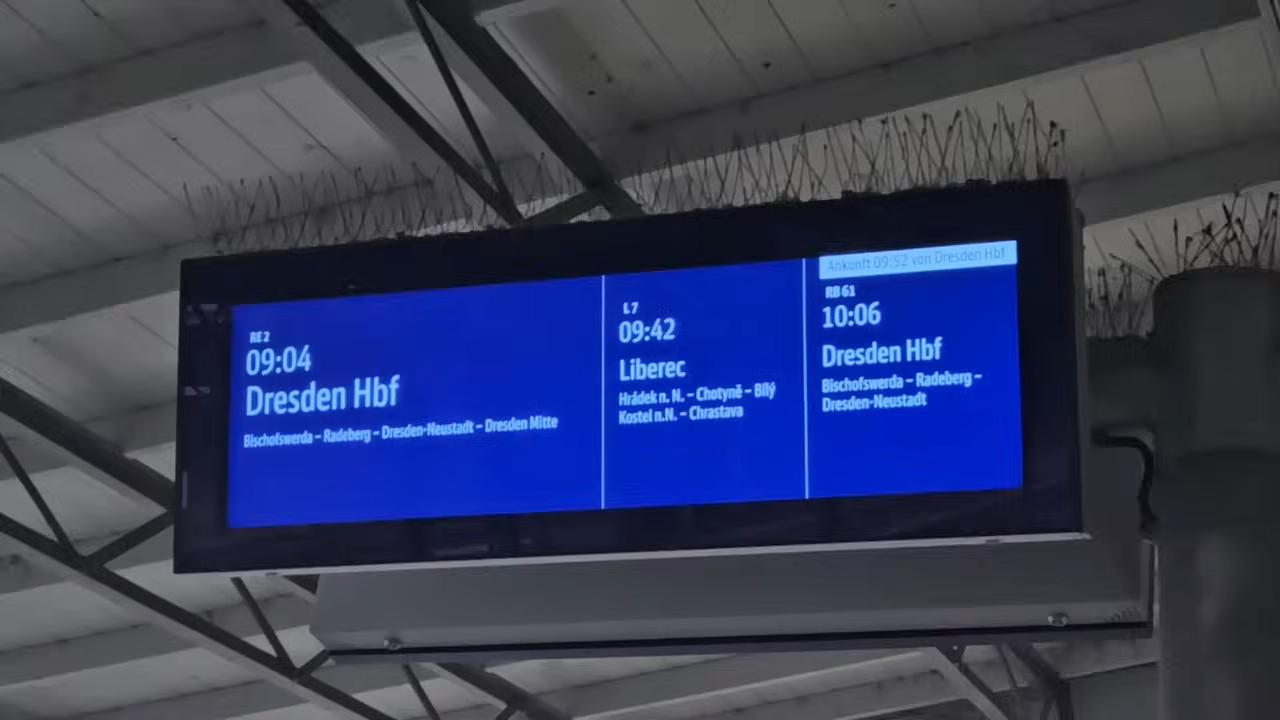 RE 2
09:04
Dresden Hbf
Bischofswerda – Radeberg – Dresden-Neustadt – Dresden Mitte
L 7
09:42
Liberec
Hrádek n. N. – Chotyně – Bílý
Kostel n.N. – Chrastava
Ankunft 09:52 von Dresden Hbf
RB 61
10:06
Dresden Hbf
Bischofswerda – Radeberg –
Dresden-Neustadt